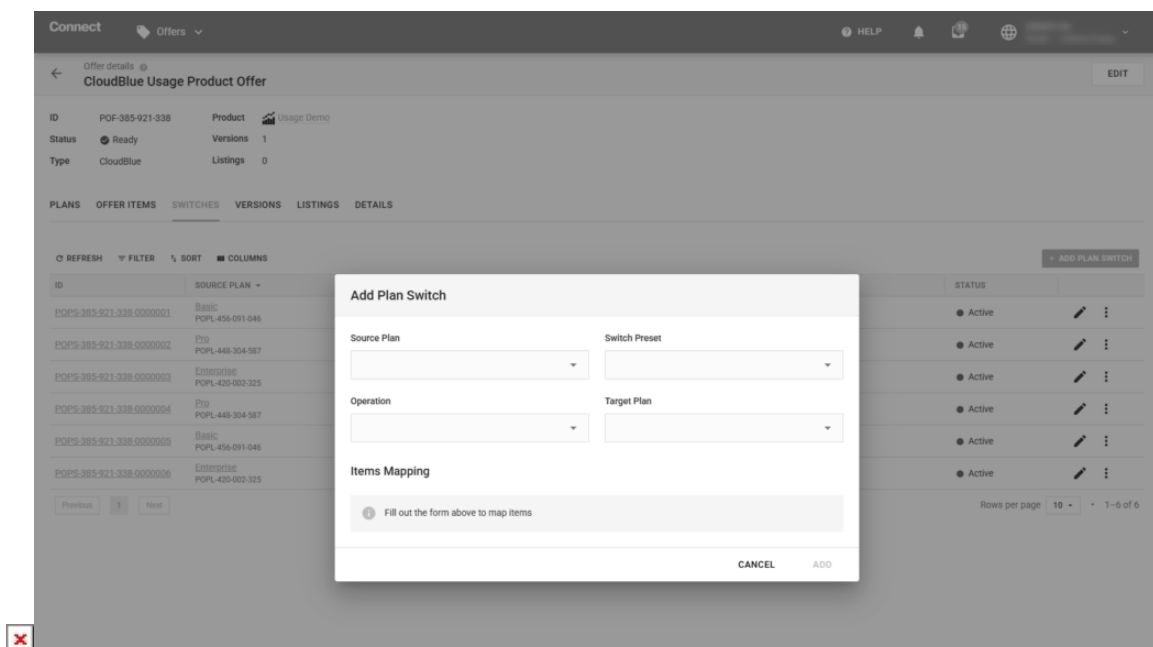 Connect
Offers
HELP
Offer details
CloudBlue Usage Product Offer
EDIT
ID POF-385-921-338 Product Usage Demo
Status Ready Versions 1
Type CloudBlue Listings 0
PLANS OFFER ITEMS SWITCHES VERSIONS LISTINGS DETAILS
REFRESH FILTER SORT COLUMNS
+ ADD PLAN SWITCH
ID SOURCE PLAN STATUS
POPS-385-921-338-0000001 Basic Active
POPL-456-091-046
POPS-385-921-338-0000002 Pro Active
POPL-448-304-587
POPS-385-921-338-0000003 Enterprise Active
POPL-420-002-325
POPS-385-921-338-0000004 Pro Active
POPL-448-304-587
POPS-385-921-338-0000005 Basic Active
POPL-456-091-046
POPS-385-921-338-0000006 Enterprise Active
POPL-420-002-325
Previous 1 Next
Rows per page 10 • 1–6 of 6
Add Plan Switch
Source Plan Switch Preset
Operation Target Plan
Items Mapping
Fill out the form above to map items
CANCEL ADD